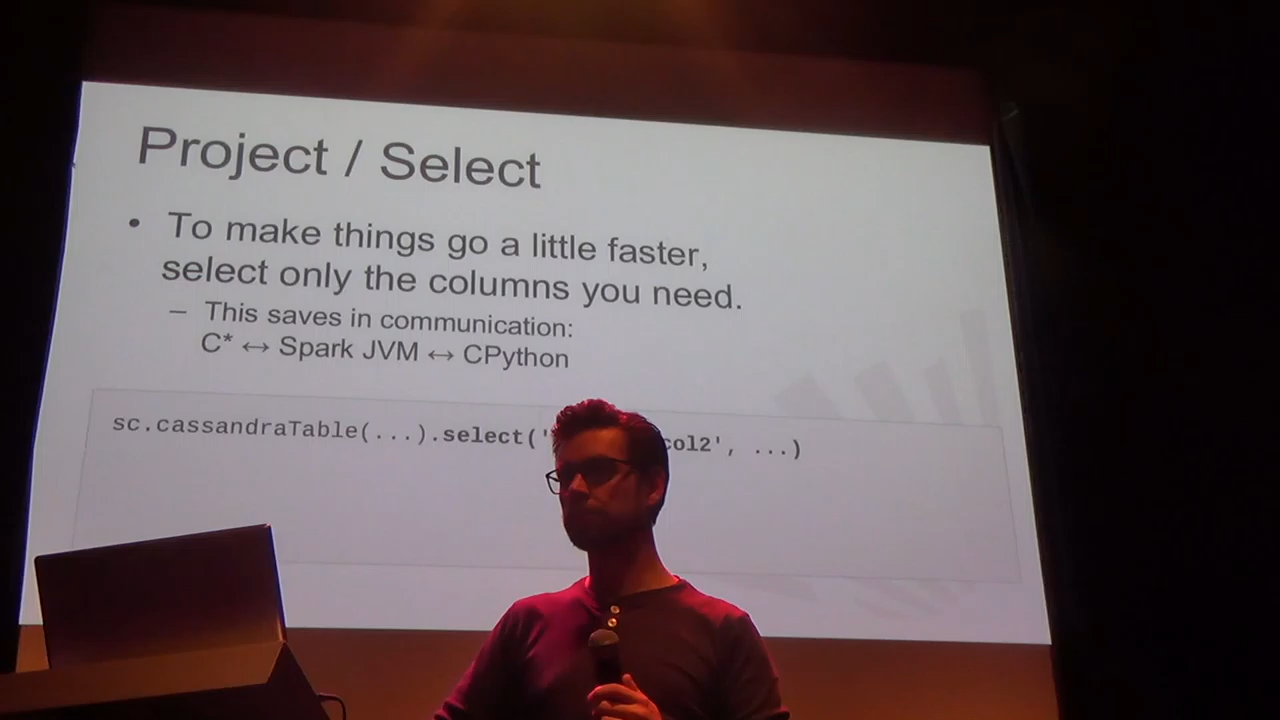 Project / Select
• To make things go a little faster,
select only the columns you need.
– This saves in communication:
C* ↔ Spark JVM ↔ CPython
sc.cassandraTable(...).select(' col2', ...)